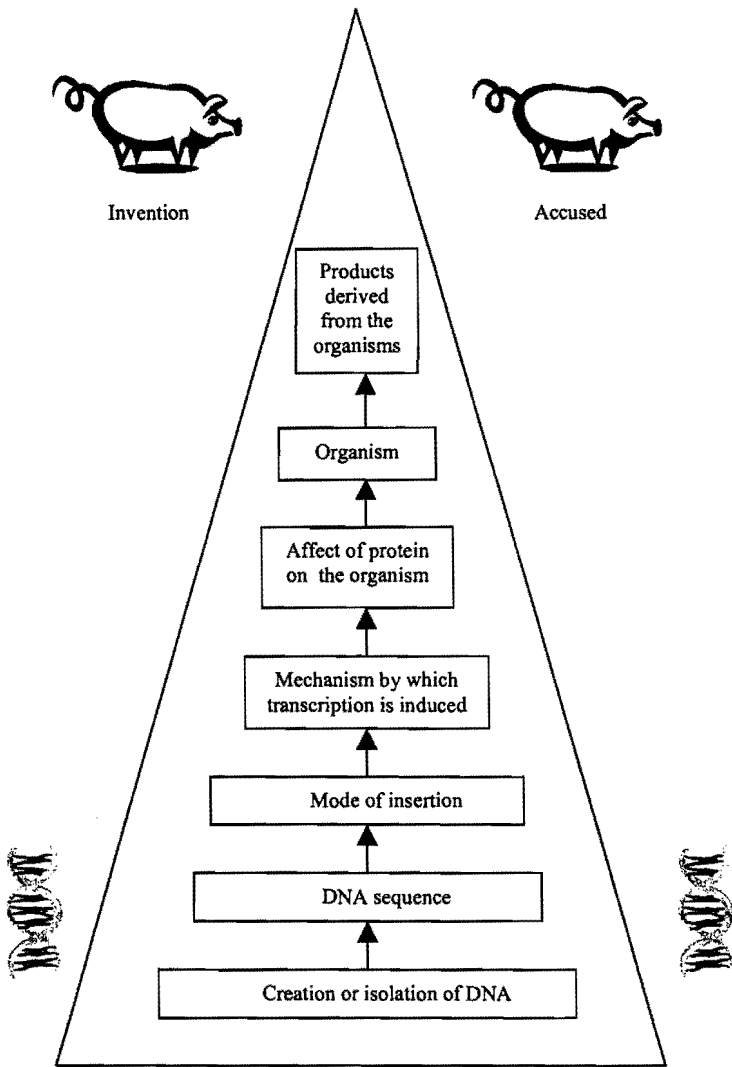 Invention
Accused
Products
derived
from the
organisms
Organism
Affect of protein
on the organism
Mechanism by which
transcription is induced
Mode of insertion
DNA sequence
Creation or isolation of DNA